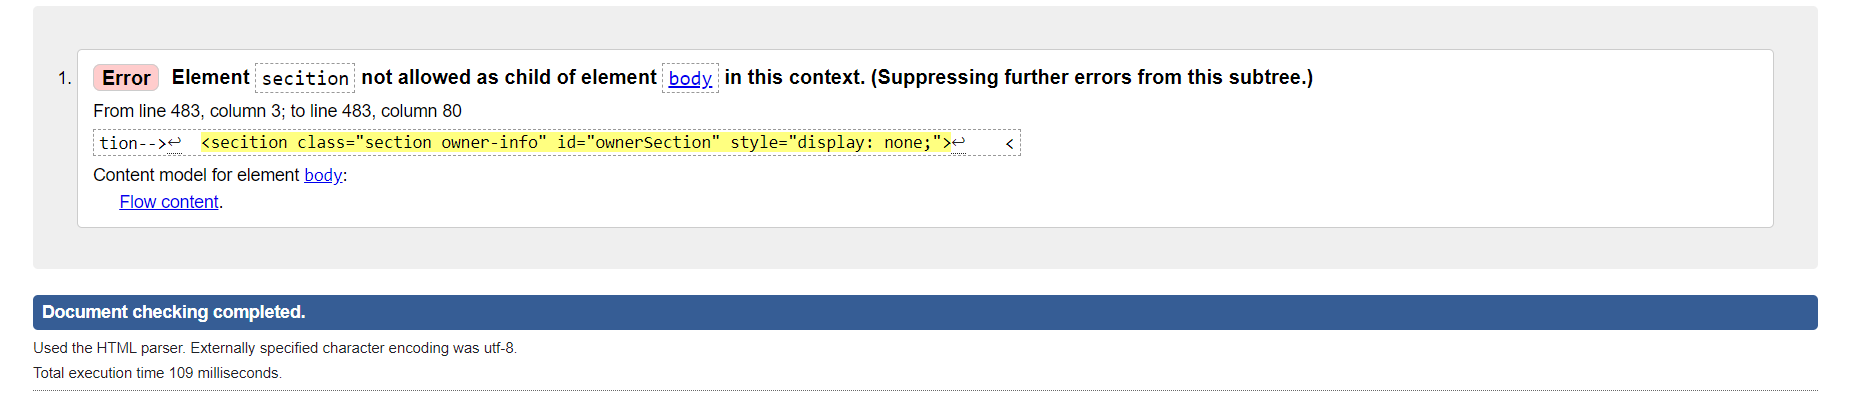 1. Error Element secition not allowed as child of element body in this context. (Suppressing further errors from this subtree.)
From line 483, column 3; to line 483, column 80
tion-->↩ <secition class="section owner-info" id="ownerSection" style="display: none;">↩ <
Content model for element body:
Flow content.
Document checking completed.
Used the HTML parser. Externally specified character encoding was utf-8.
Total execution time 109 milliseconds.